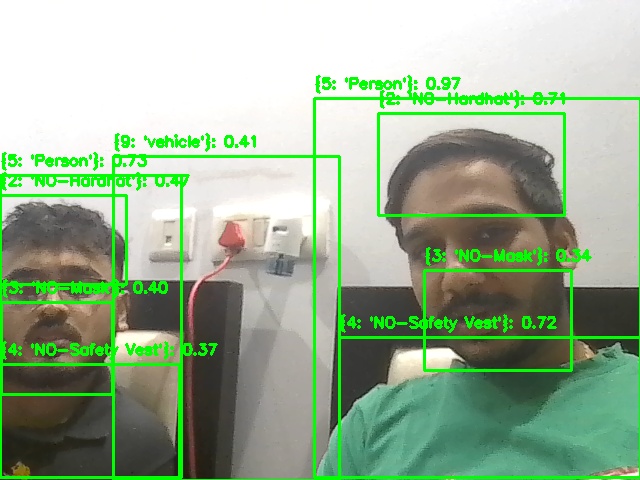 {5: 'Person'}: 0.97
{2: 'NO-Hardhat'}: 0.71
{9: 'vehicle'}: 0.41
{5: 'Person'}: 0.73
{2: 'NO-Hardhat'}: 0.47
{3: 'NO-Mask'}: 0.34
{3: 'NO-Mask'}: 0.40
{4: 'NO-Safety Vest'}: 0.72
{4: 'NO-Safety Vest'}: 0.37